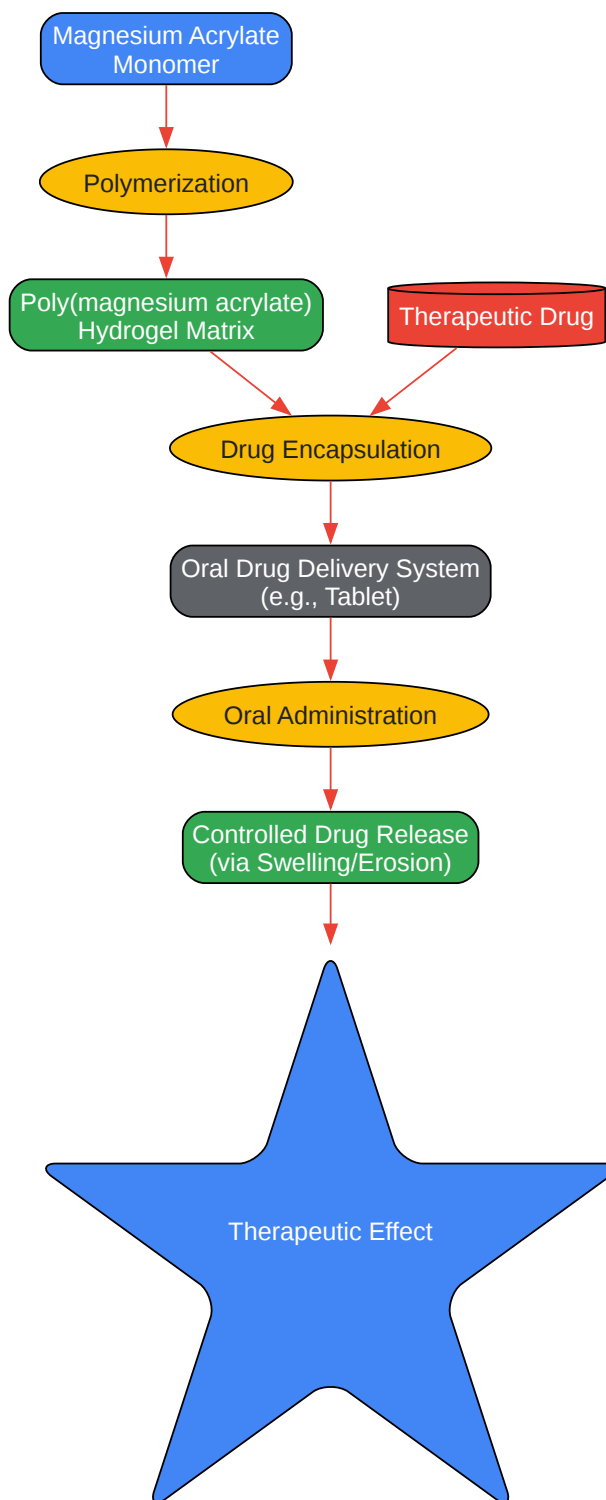 Magnesium Acrylate
Monomer
Polymerization
Poly(magnesium acrylate)
Hydrogel Matrix
Therapeutic Drug
Drug Encapsulation
Oral Drug Delivery System
(e.g., Tablet)
Oral Administration
Controlled Drug Release
(via Swelling/Erosion)
Therapeutic Effect